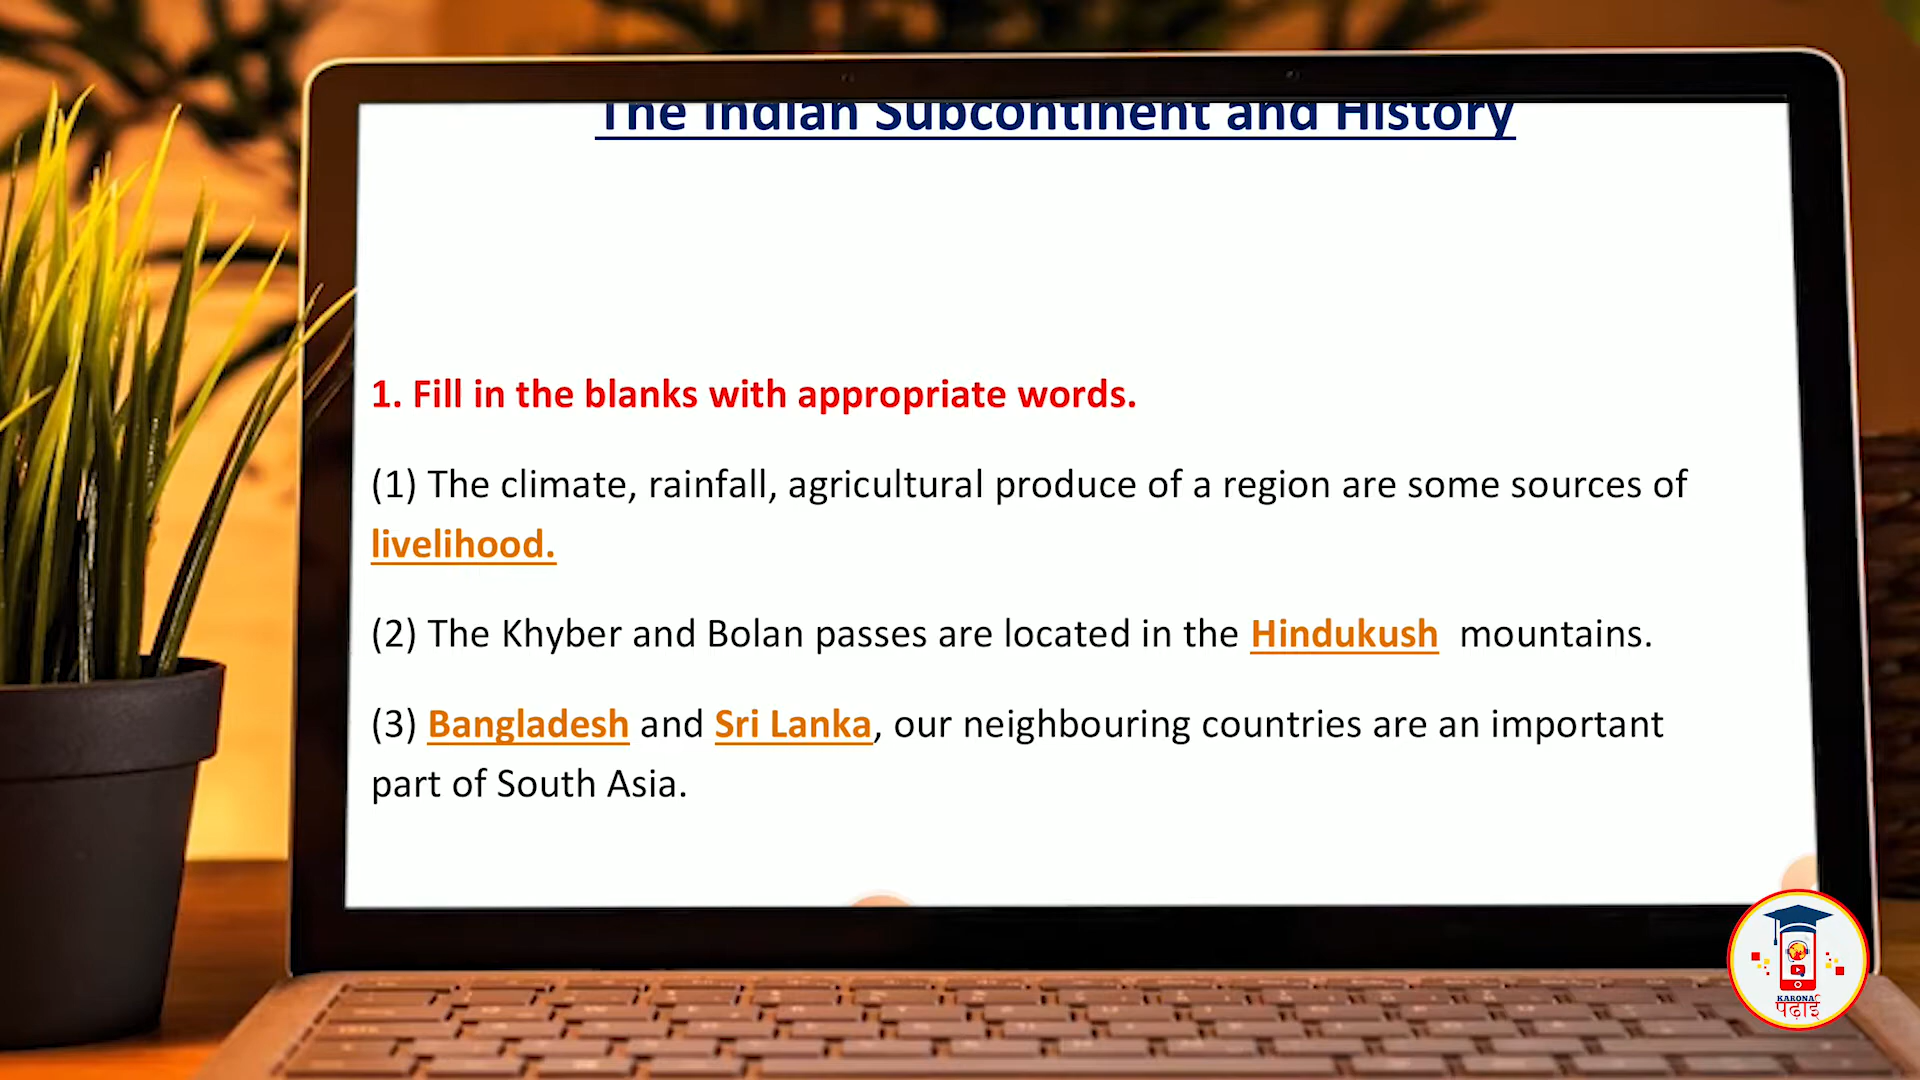 The Indian Subcontinent and History
1. Fill in the blanks with appropriate words.
(1) The climate, rainfall, agricultural produce of a region are some sources of
livelihood.
(2) The Khyber and Bolan passes are located in the Hindukush mountains.
(3) Bangladesh and Sri Lanka, our neighbouring countries are an important
part of South Asia.
KARONA
पढ़ाई